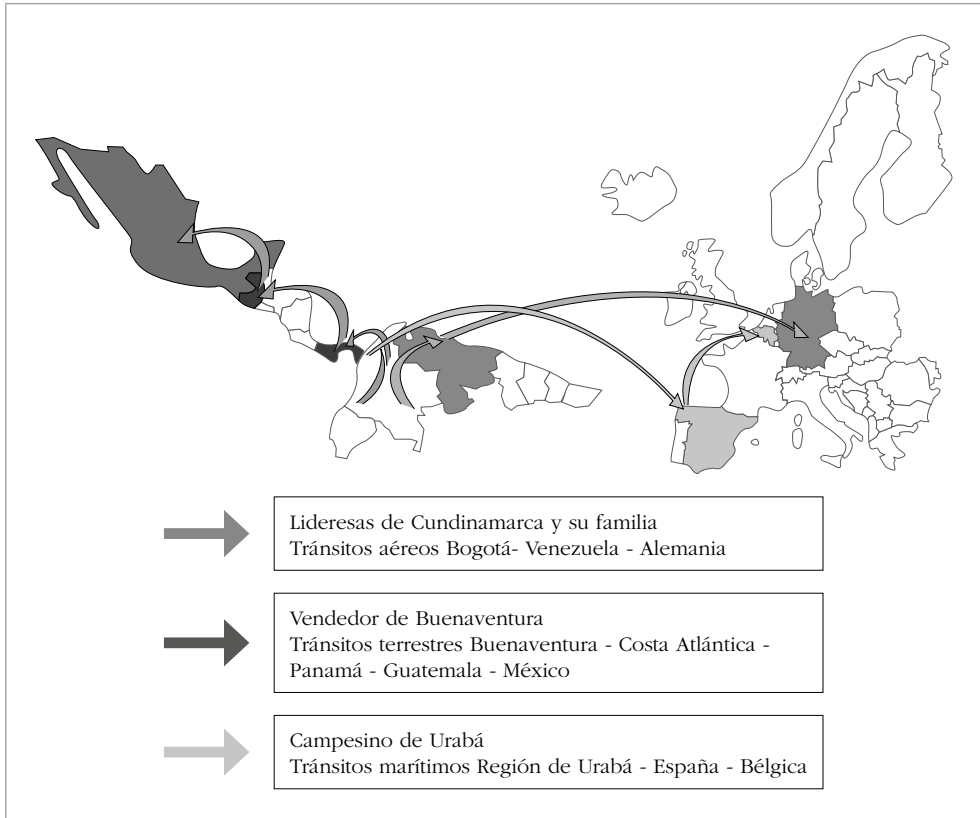 Lideresas de Cundinamarca y su familia
Tránsitos aéreos Bogotá- Venezuela - Alemania
Vendedor de Buenaventura
Tránsitos terrestres Buenaventura - Costa Atlántica -
Panamá - Guatemala - México
Campesino de Urabá
Tránsitos marítimos Región de Urabá - España - Bélgica